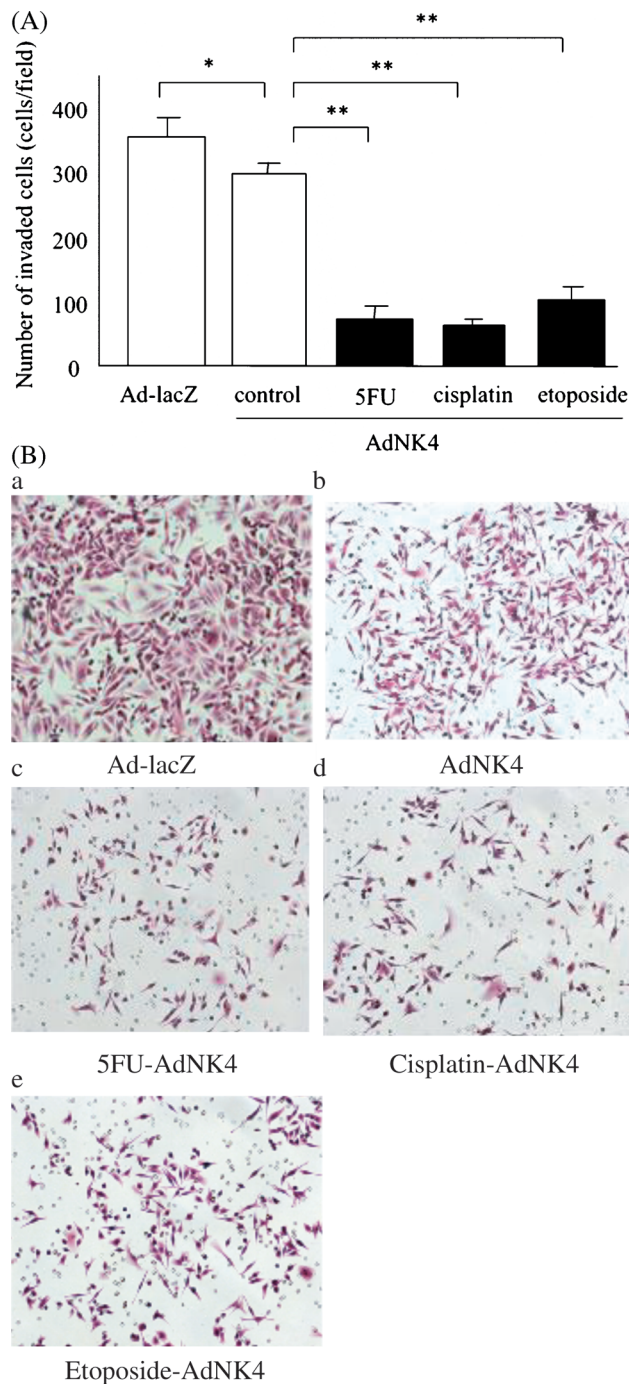 (A)
Number of invaded cells (cells/field)
400
300
200
100
0
*
**
**
**
Ad-lacZ control 5FU cisplatin etoposide
AdNK4
(B)
a b
Ad-lacZ AdNK4
c d
5FU-AdNK4 Cisplatin-AdNK4
e
Etoposide-AdNK4